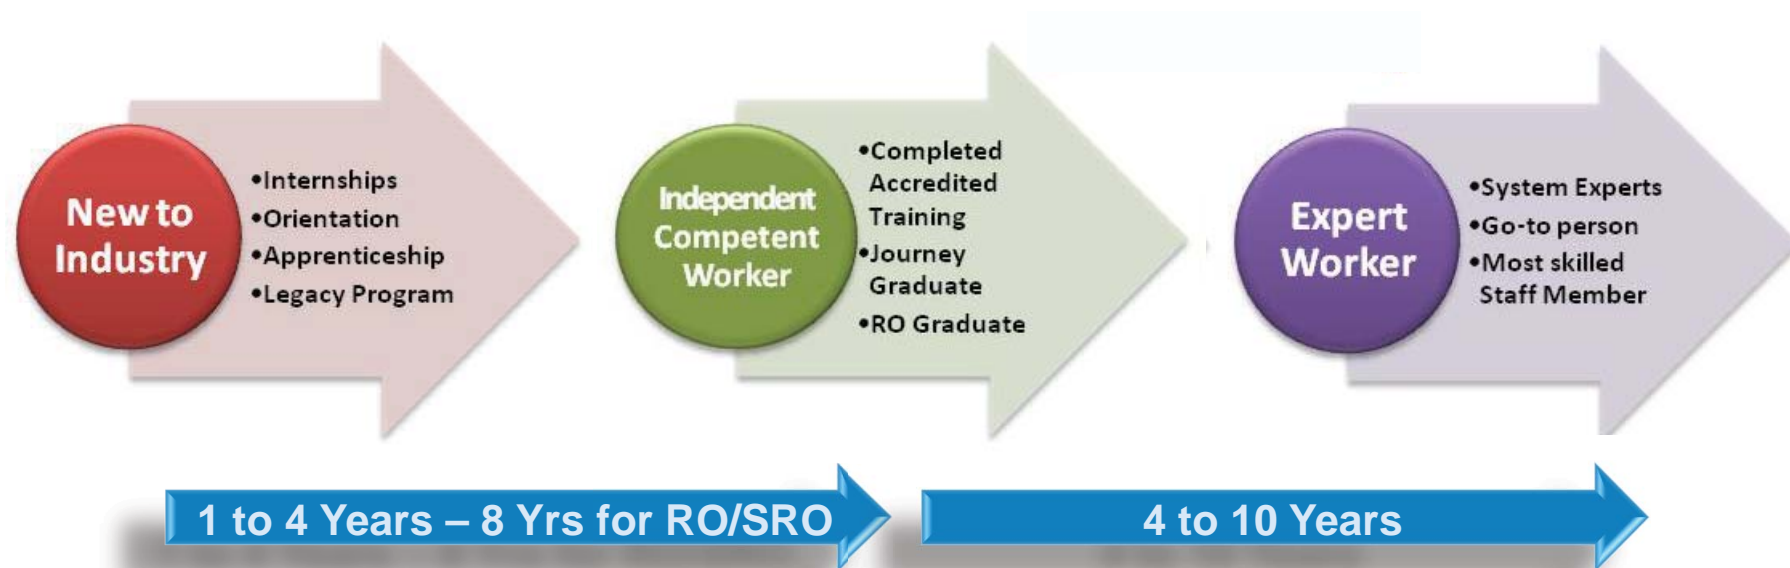 New to
Industry
•Internships
•Orientation
•Apprenticeship
•Legacy Program
Independent
Competent
Worker
•Completed
Accredited
Training
•Journey
Graduate
•RO Graduate
Expert
Worker
•System Experts
•Go-to person
•Most skilled
Staff Member
1 to 4 Years – 8 Yrs for RO/SRO
4 to 10 Years